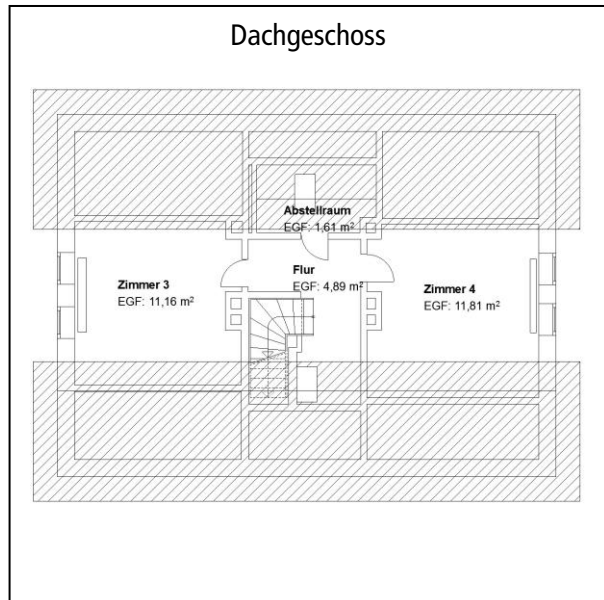 Dachgeschoss
Abstellraum
EGF: 1,61 m²
Zimmer 3
EGF: 11,16 m²
Flur
EGF: 4,89 m²
Zimmer 4
EGF: 11,81 m²